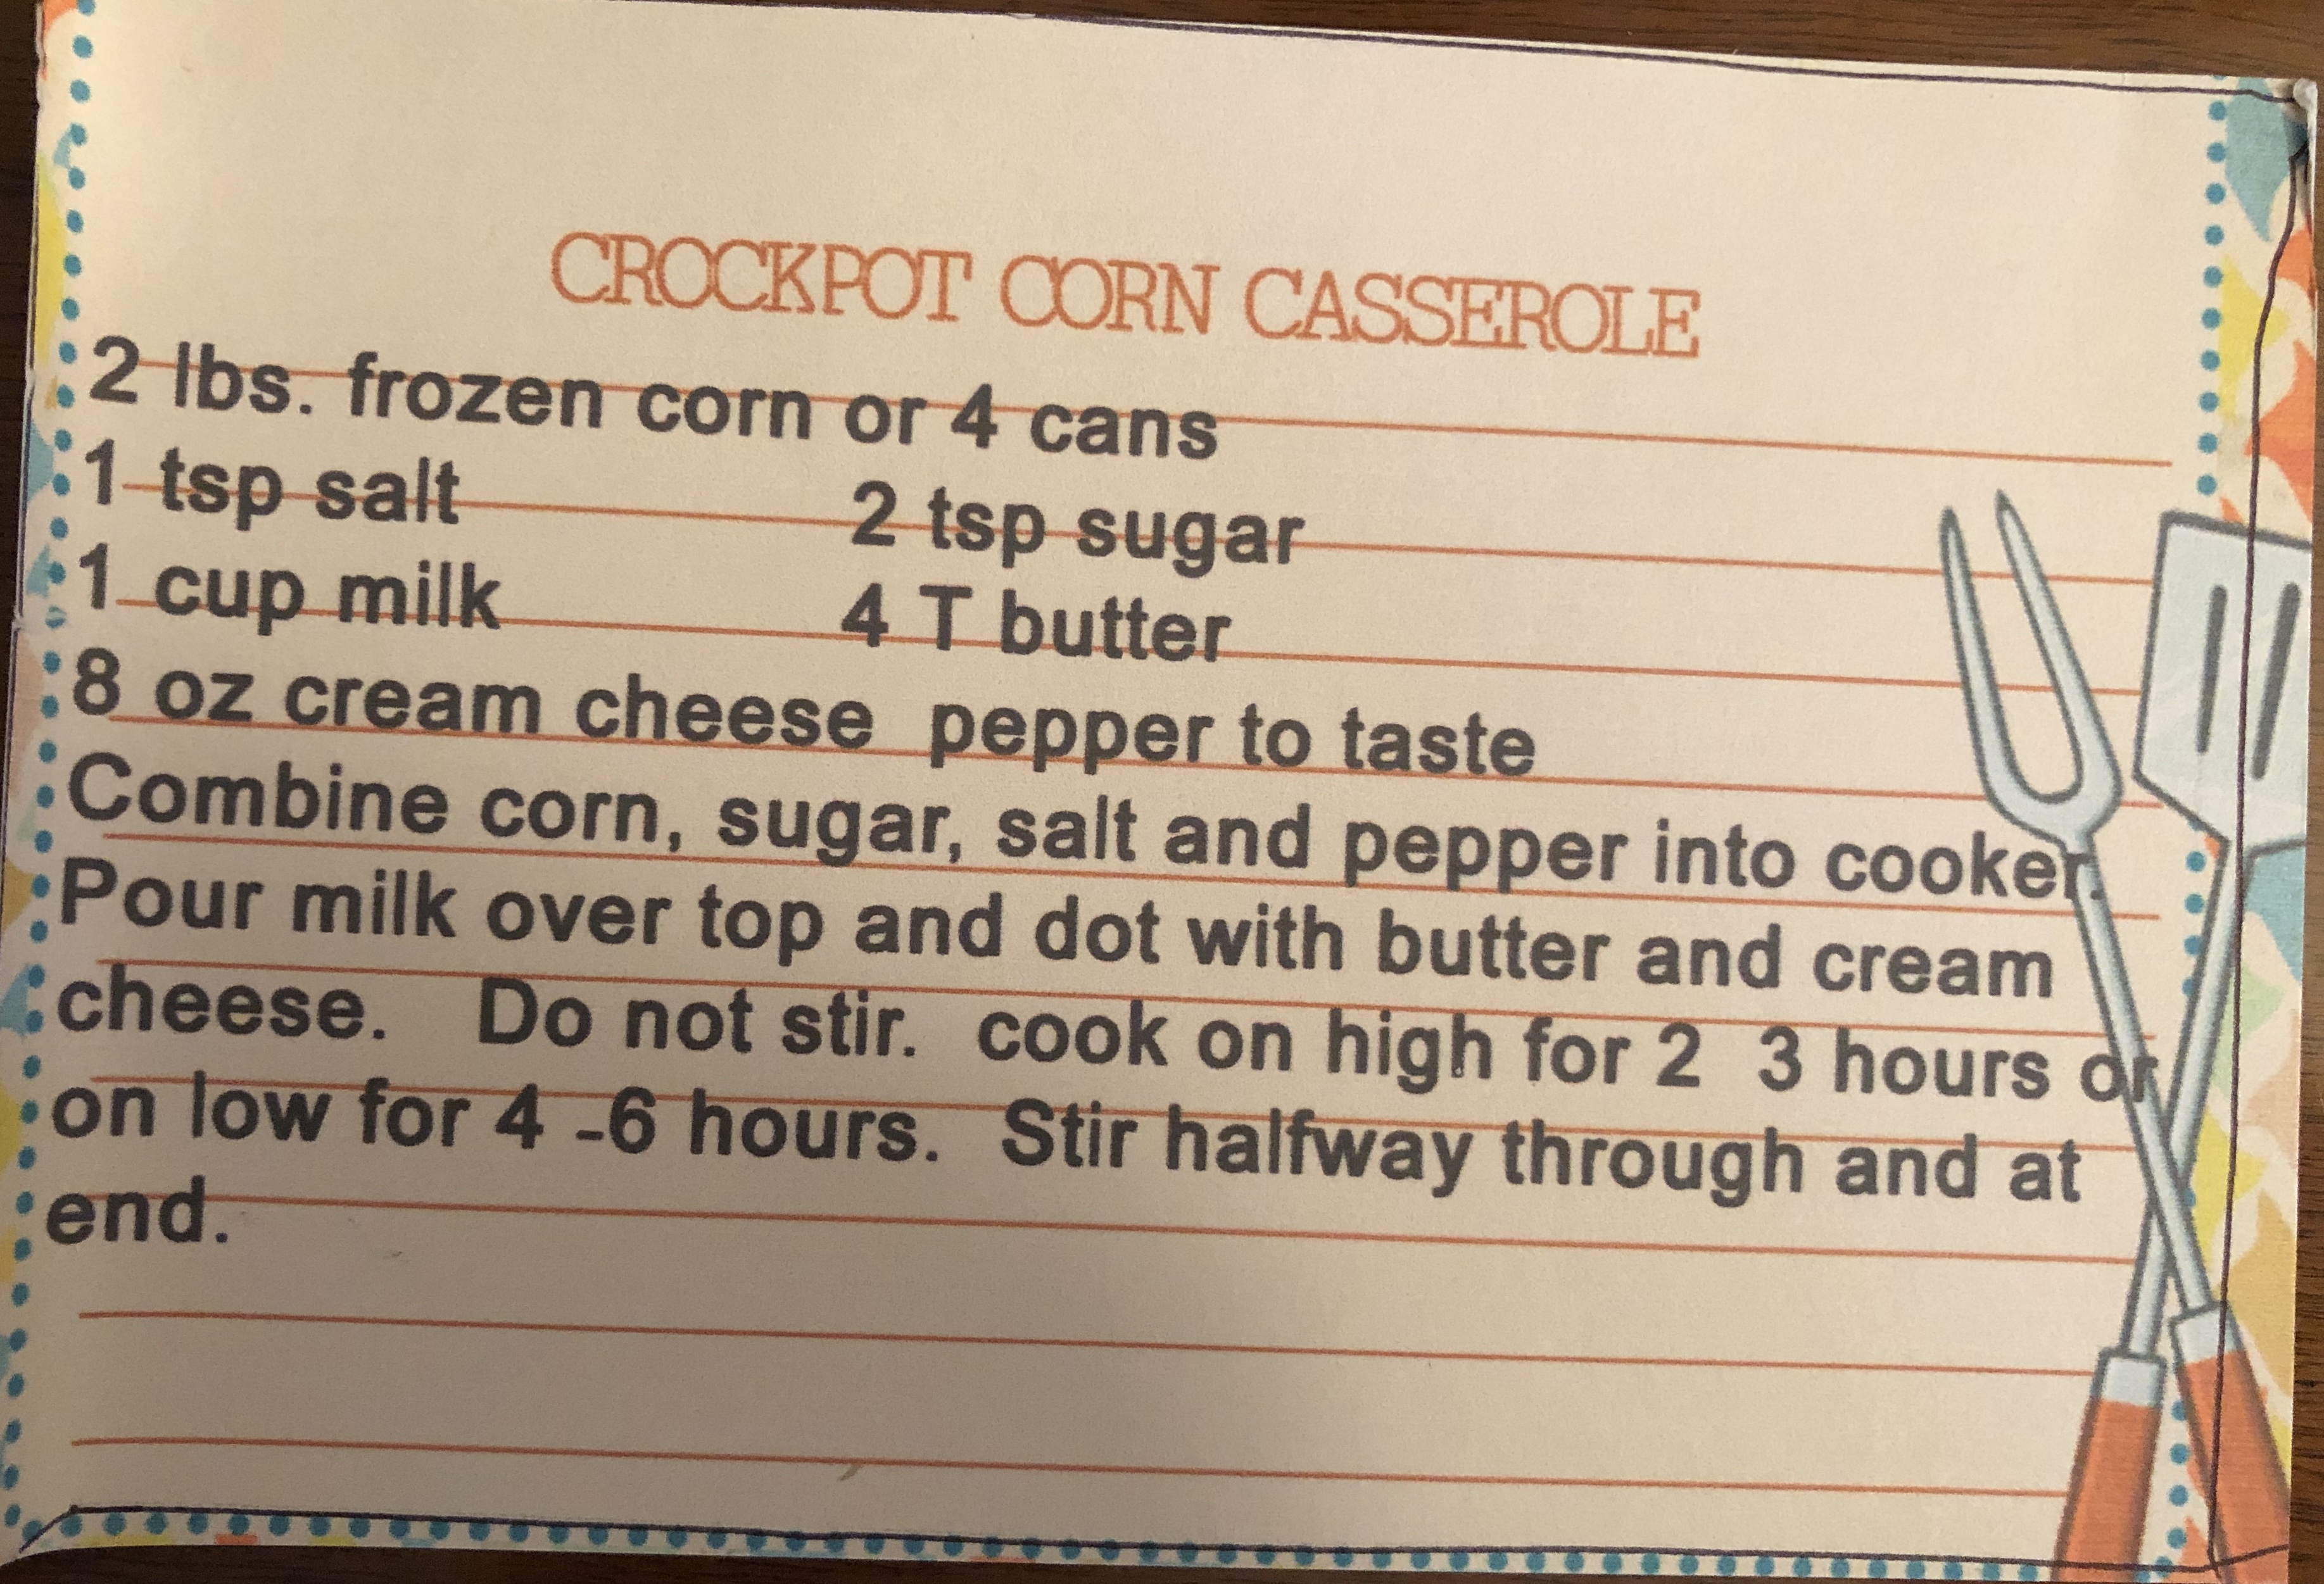 CROCKPOT CORN CASSEROLE
2 lbs. frozen corn or 4 cans
1 tsp salt 2 tsp sugar
1 cup milk 4 T butter
8 oz cream cheese pepper to taste
Combine corn, sugar, salt and pepper into cooker.
Pour milk over top and dot with butter and cream
cheese. Do not stir. cook on high for 2 3 hours or
on low for 4 -6 hours. Stir halfway through and at
end.